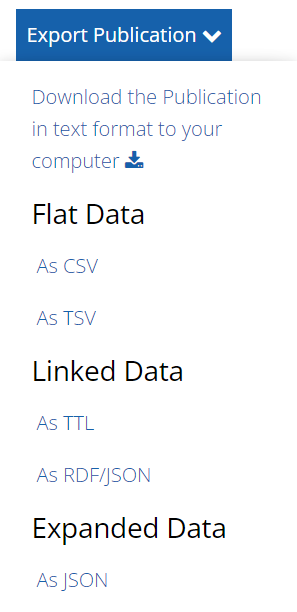 Export Publication
Download the Publication
in text format to your
computer
Flat Data
As CSV
As TSV
Linked Data
As TTL
As RDF/JSON
Expanded Data
As JSON